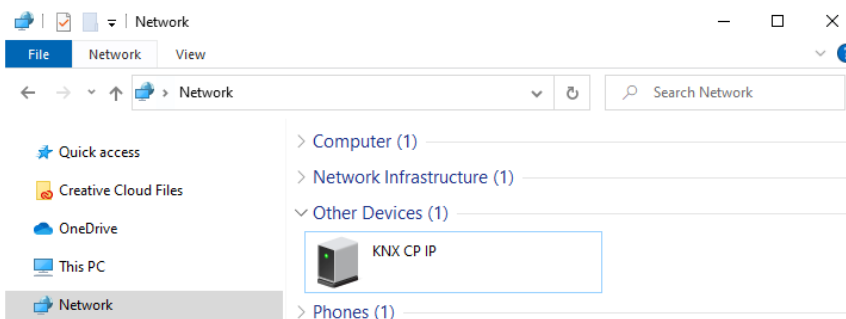 Network
File Network View
Network Search Network
Quick access
Creative Cloud Files
OneDrive
This PC
Network
Computer (1)
Network Infrastructure (1)
Other Devices (1)
KNX CP IP
Phones (1)